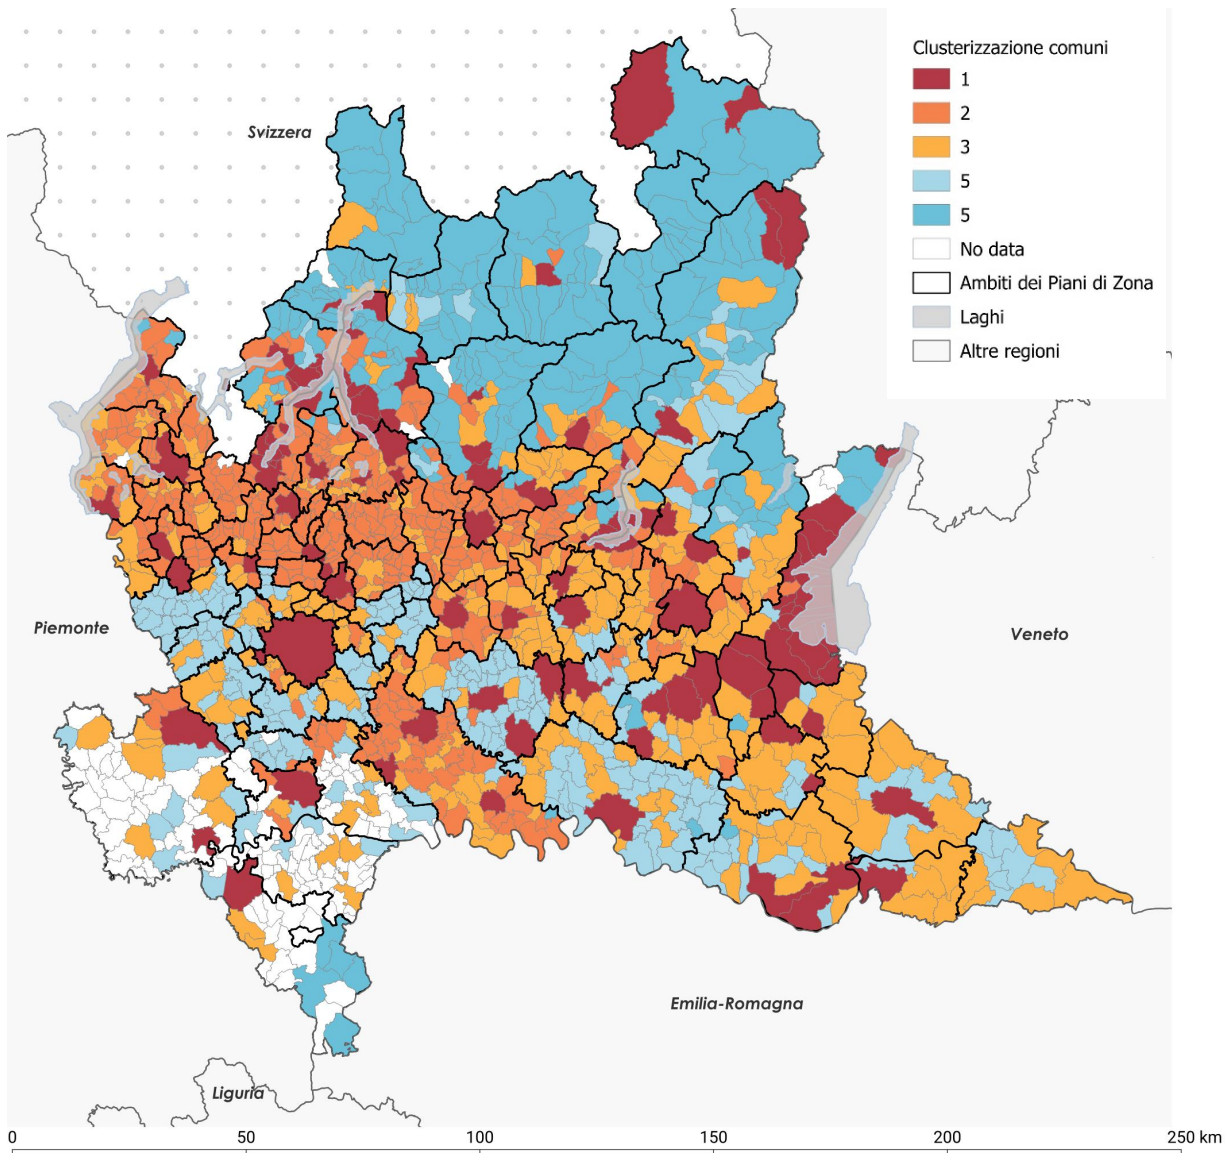 Clusterizzazione comuni
1
2
3
5
5
No data
Ambiti dei Piani di Zona
Laghi
Altre regioni
Svizzera
Piemonte
Veneto
Emilia-Romagna
Liguria
0 50 100 150 200 250 km